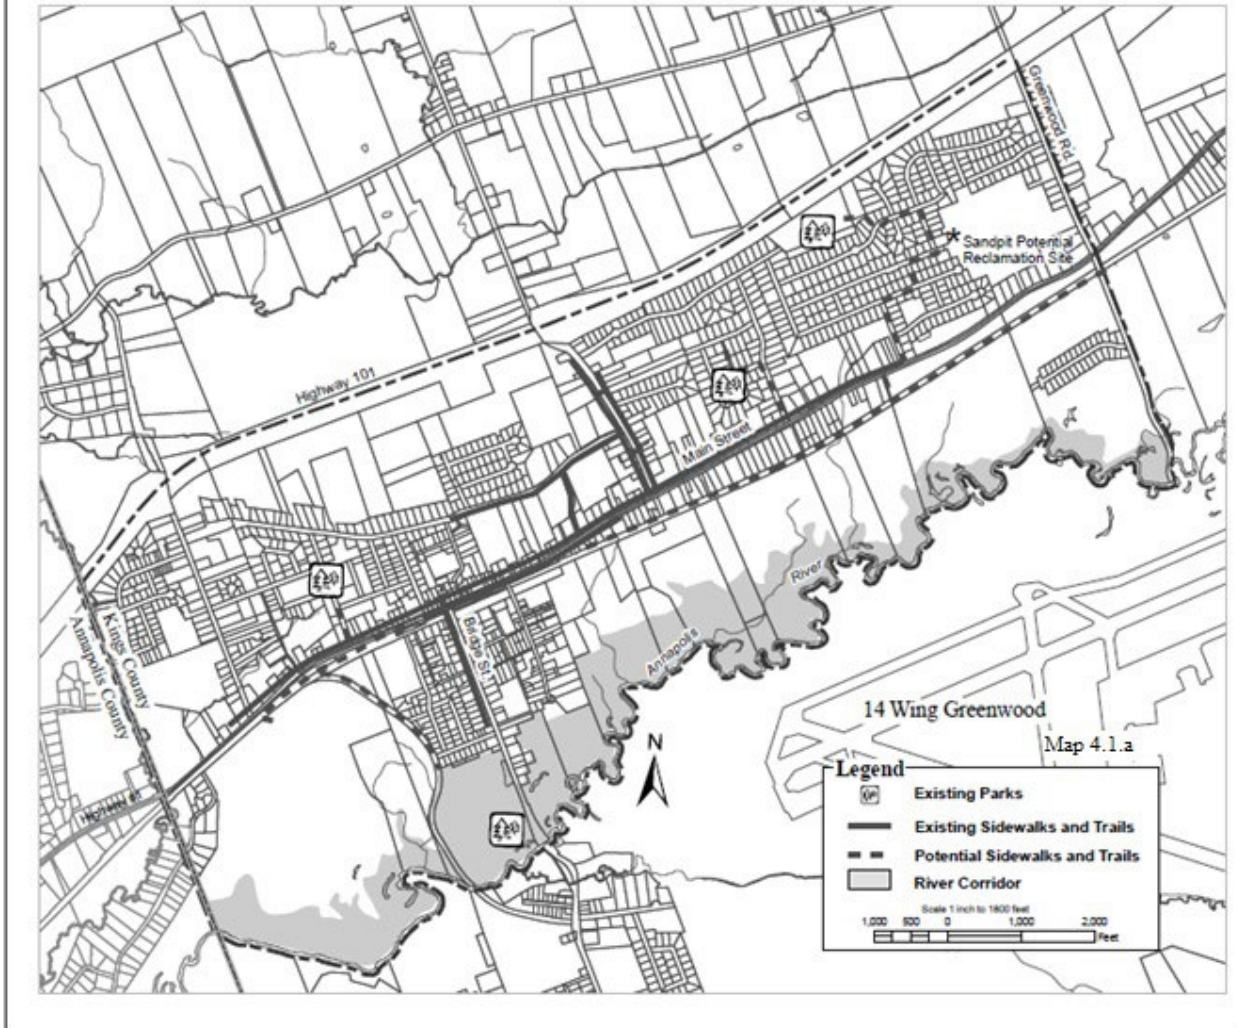 Greenwood Rd.
* Sandpit Potential
Reclamation Site
Highway 101
Main Street
Kings County
Annapolis County
Bridge St.
River
Annapolis
14 Wing Greenwood
Map 4.1.a
N
Legend
Existing Parks
Existing Sidewalks and Trails
Potential Sidewalks and Trails
River Corridor
Scale 1 inch to 1800 feet
1,000 500 0 1,000 2,000
Feet
Highway #1